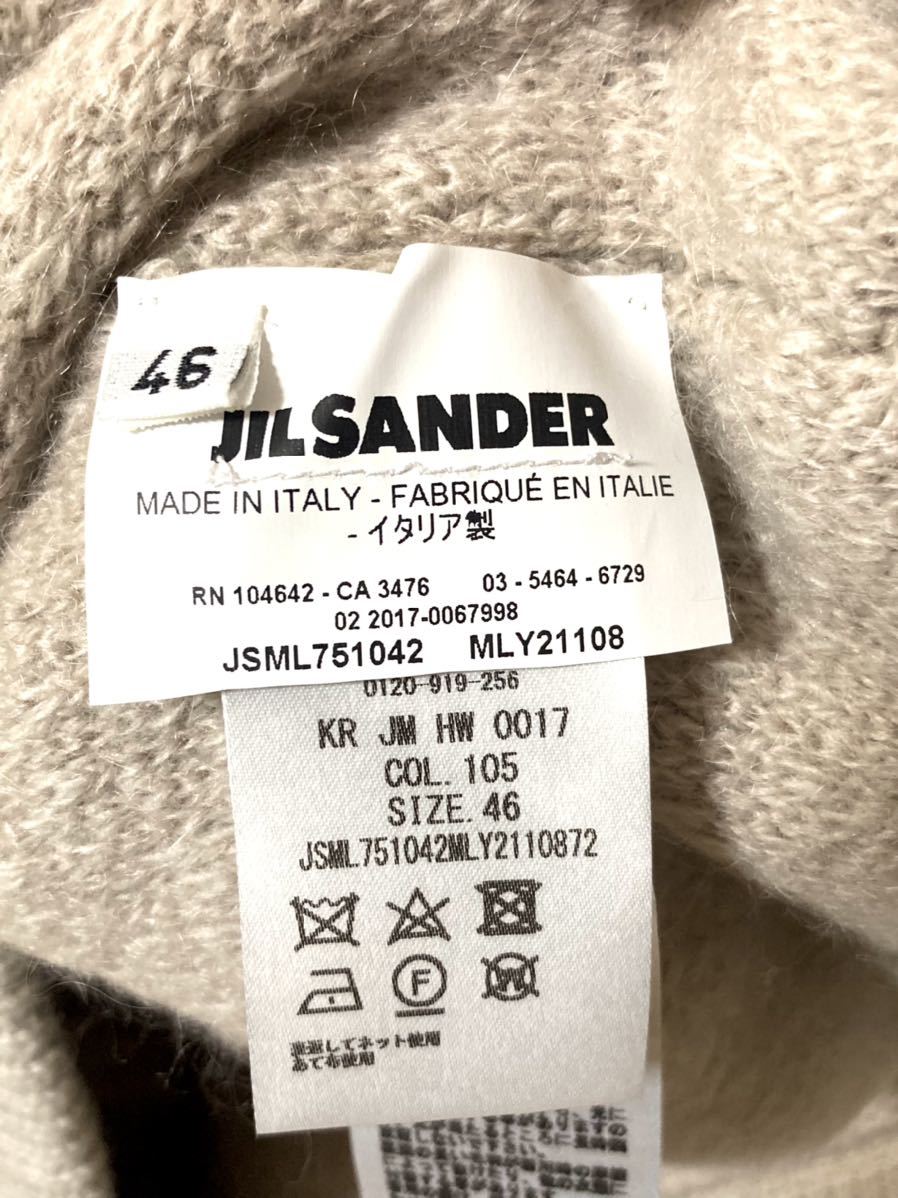 46
JIL SANDER
MADE IN ITALY - FABRIQUÉ EN ITALIE
- イタリア製
RN 104642 - CA 3476 03 - 5464 - 6729
02 2017-0067998
JSML751042 MLY21108
0120-919-256
KR JM HW 0017
COL. 105
SIZE. 46
JSML751042MLY2110872
F
W
裏返してネット使用
あて布使用